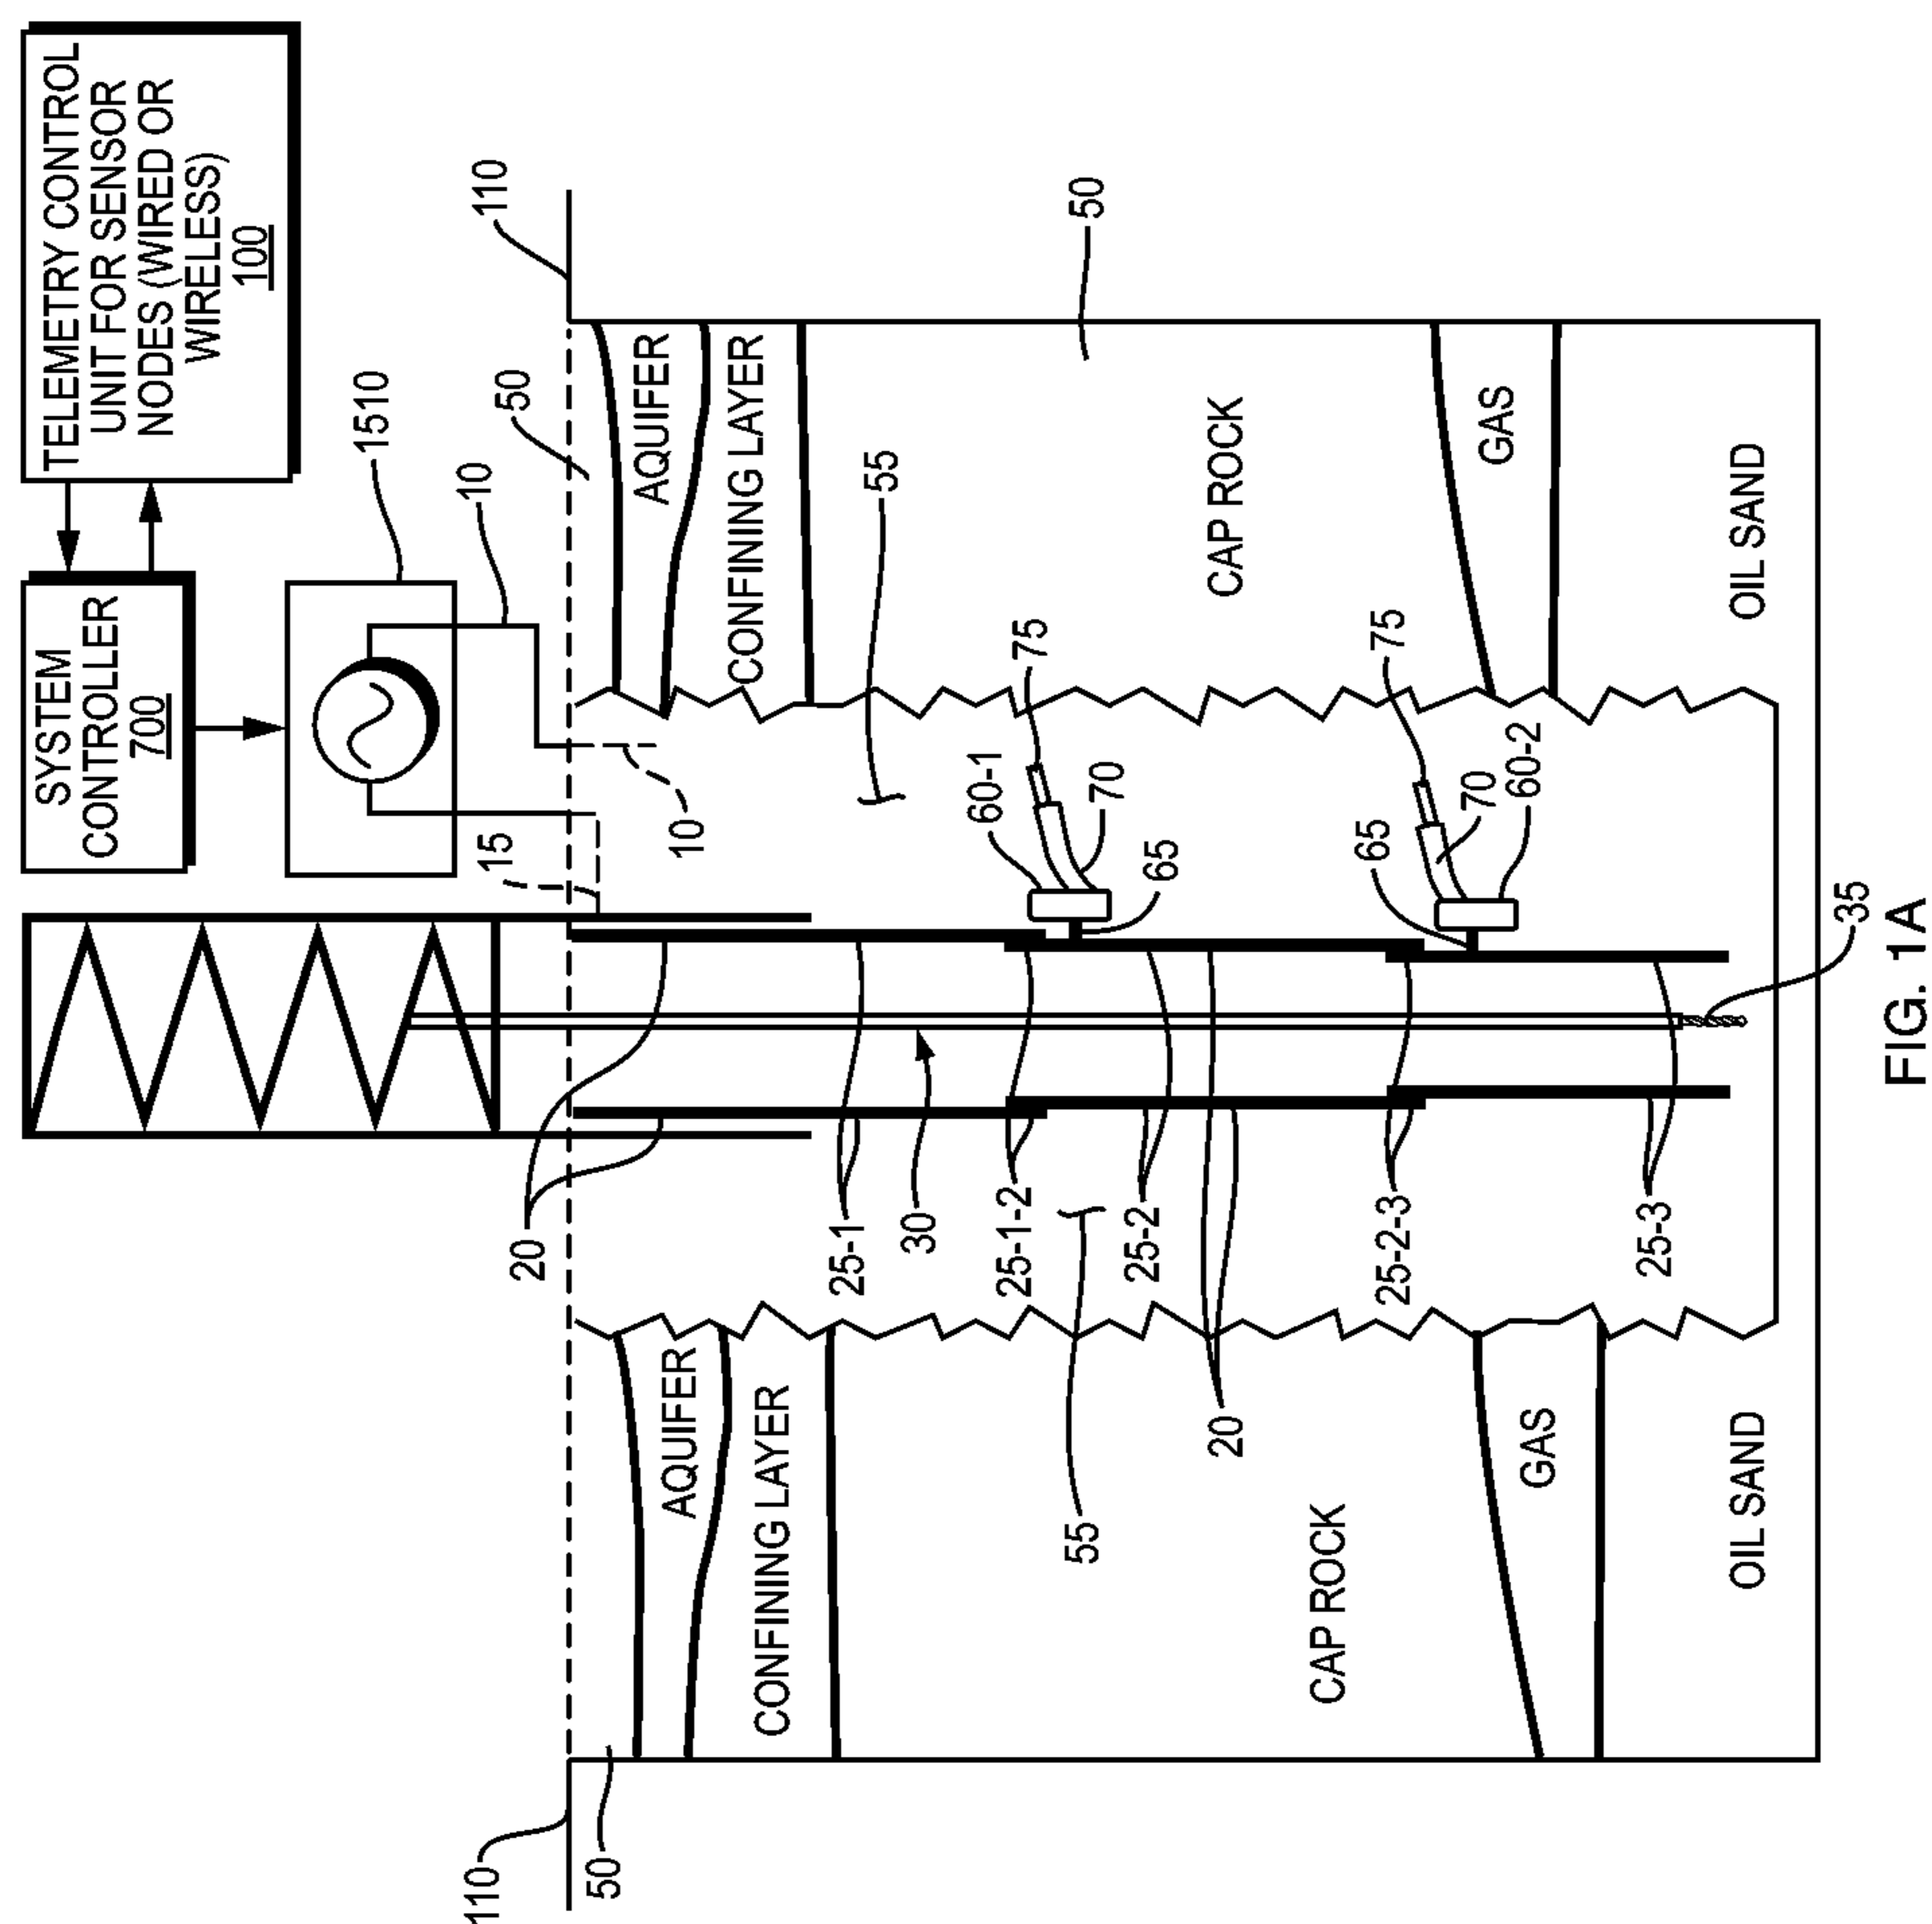 TELEMETRY CONTROL
UNIT FOR SENSOR
NODES (WIRED OR
WIRELESS)
100
SYSTEM
CONTROLLER
700
1510
10
50
110
15
10
AQUIFER
CONFINING LAYER
55
50
CAP ROCK
GAS
OIL SAND
75
60-1
70
65
75
65
70
60-2
35
20
25-1
30
25-1-2
25-2
25-2-3
25-3
20
55
AQUIFER
CONFINING LAYER
CAP ROCK
GAS
OIL SAND
110
50
FIG. 1A